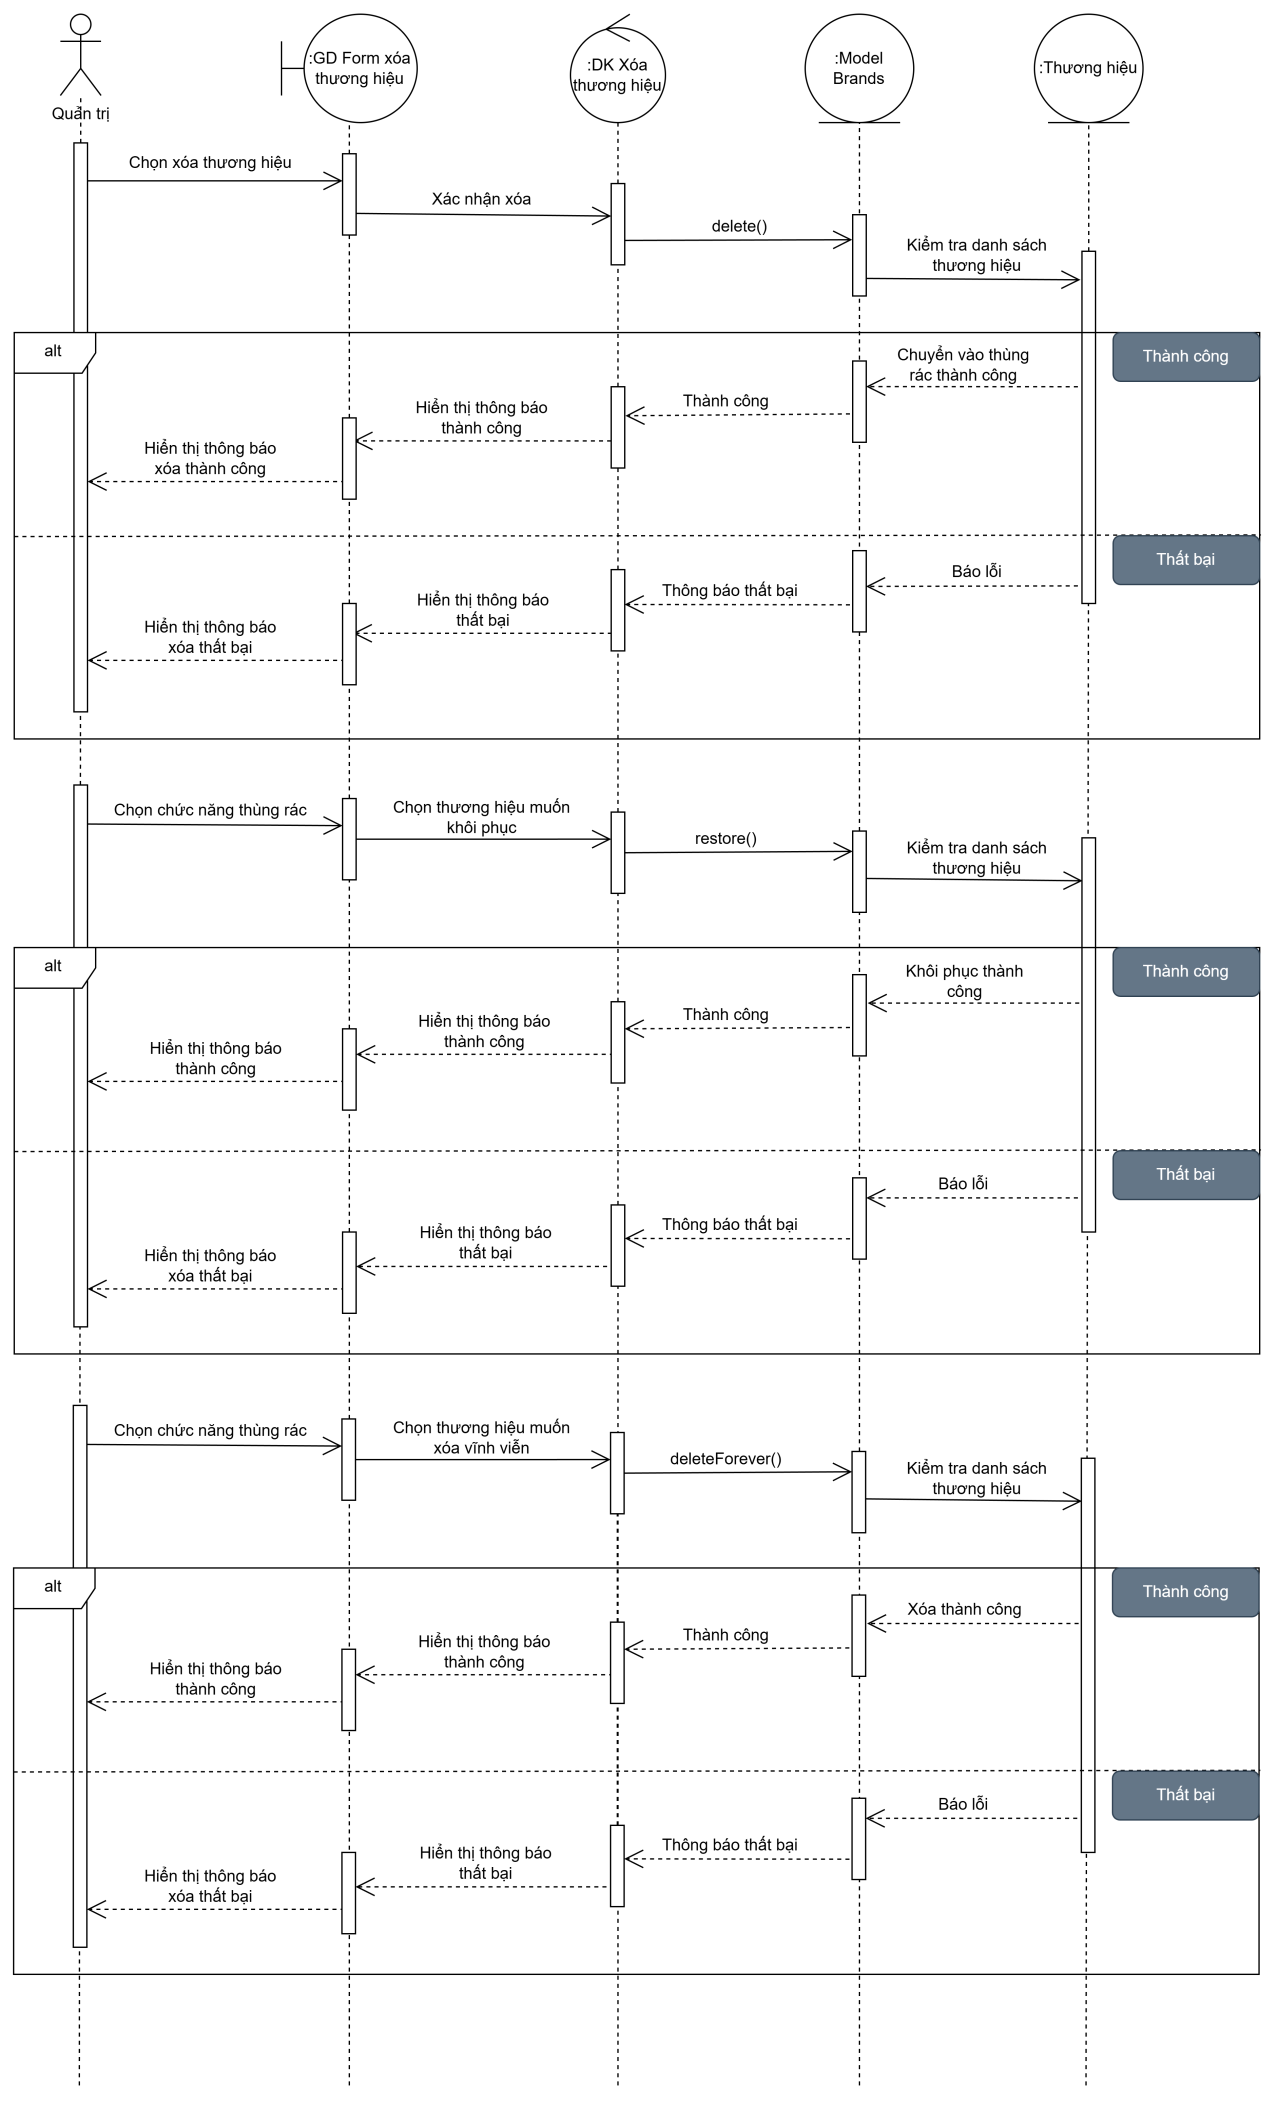 Quản trị
:GD Form xóa
thương hiệu
:DK Xóa
thương hiệu
:Model
Brands
:Thương hiệu
Chọn xóa thương hiệu
Xác nhận xóa
delete()
Kiểm tra danh sách
thương hiệu
alt
Thành công
Chuyển vào thùng
rác thành công
Thành công
Hiển thị thông báo
thành công
Hiển thị thông báo
xóa thành công
Thất bại
Báo lỗi
Thông báo thất bại
Hiển thị thông báo
thất bại
Hiển thị thông báo
xóa thất bại
Chọn chức năng thùng rác
Chọn thương hiệu muốn
khôi phục
restore()
Kiểm tra danh sách
thương hiệu
alt
Thành công
Khôi phục thành
công
Thành công
Hiển thị thông báo
thành công
Hiển thị thông báo
thành công
Thất bại
Báo lỗi
Thông báo thất bại
Hiển thị thông báo
thất bại
Hiển thị thông báo
xóa thất bại
Chọn chức năng thùng rác
Chọn thương hiệu muốn
xóa vĩnh viễn
deleteForever()
Kiểm tra danh sách
thương hiệu
alt
Thành công
Xóa thành công
Thành công
Hiển thị thông báo
thành công
Hiển thị thông báo
thành công
Thất bại
Báo lỗi
Thông báo thất bại
Hiển thị thông báo
thất bại
Hiển thị thông báo
xóa thất bại